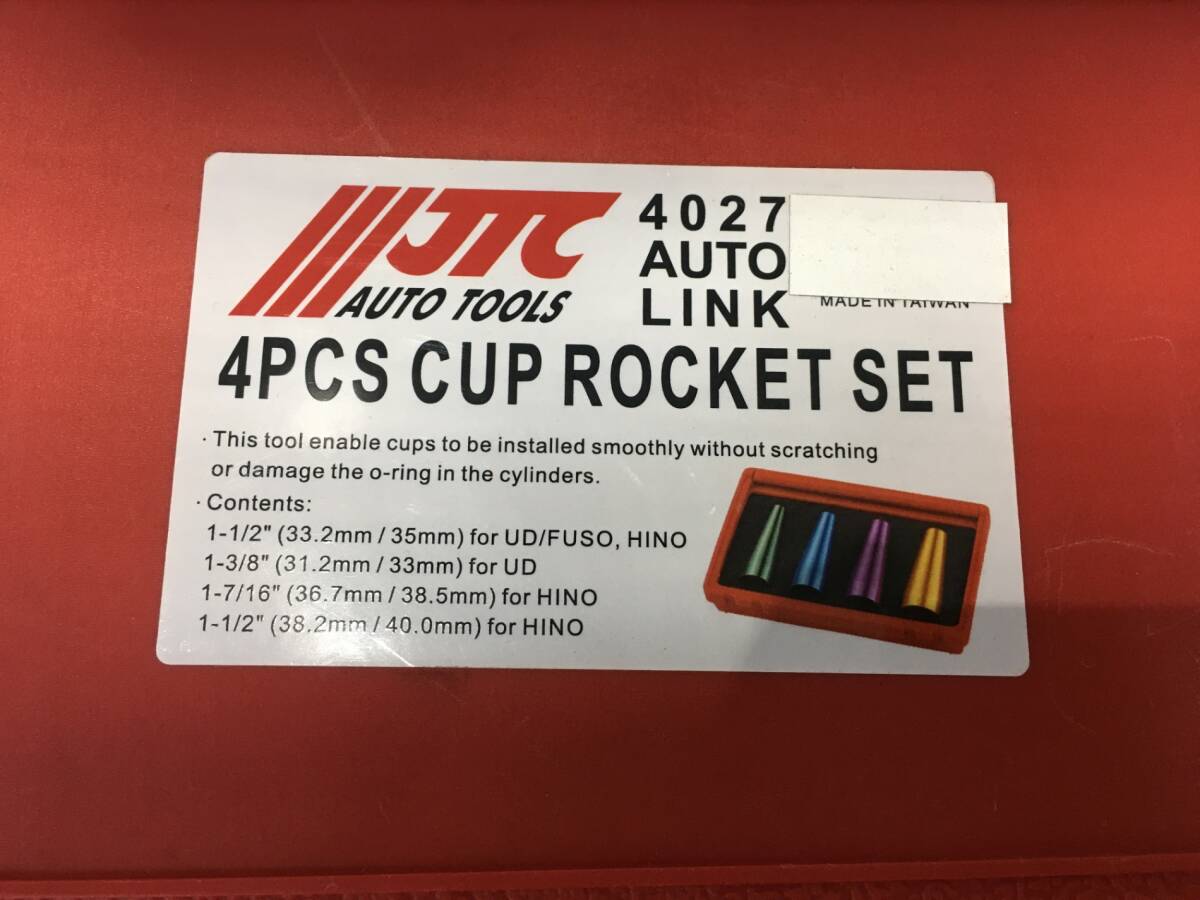 JTC
AUTO TOOLS
4027
AUTO
LINK
MADE IN TAIWAN
4PCS CUP ROCKET SET
· This tool enable cups to be installed smoothly without scratching
or damage the o-ring in the cylinders.
· Contents:
1-1/2" (33.2mm / 35mm) for UD/FUSO, HINO
1-3/8" (31.2mm / 33mm) for UD
1-7/16" (36.7mm / 38.5mm) for HINO
1-1/2" (38.2mm / 40.0mm) for HINO